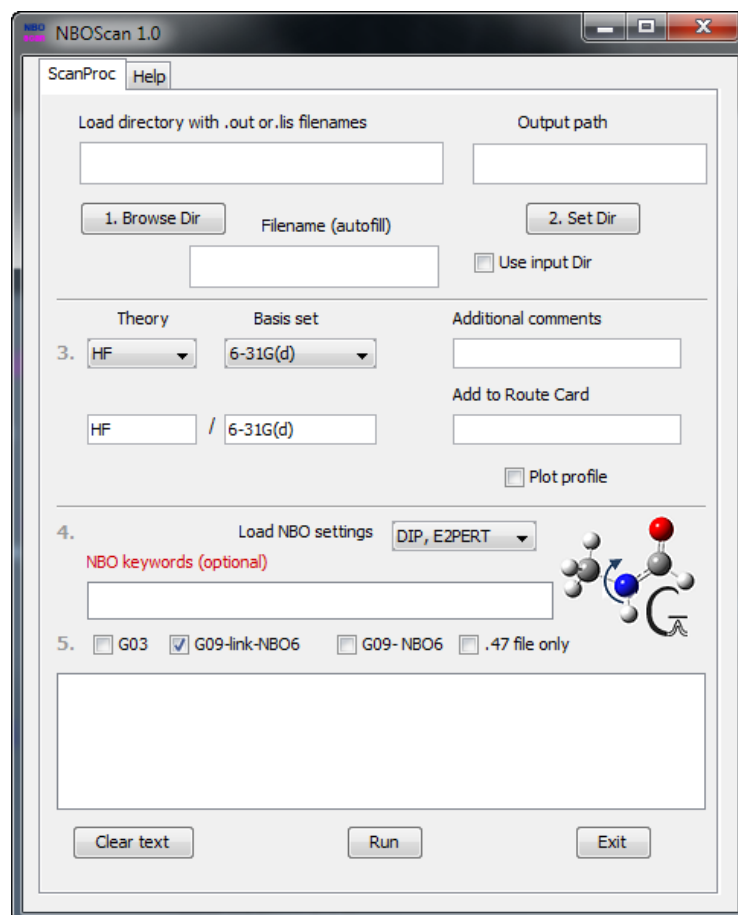 NBO
NBOScan 1.0
ScanProc Help
Load directory with .out or.lis filenames Output path
1. Browse Dir Filename (autofill) 2. Set Dir
Use input Dir
Theory Basis set Additional comments
3. HF 6-31G(d)
Add to Route Card
HF / 6-31G(d)
Plot profile
4. Load NBO settings DIP, E2PERT
NBO keywords (optional)
5. G03 G09-link-NBO6 G09- NBO6 .47 file only
Clear text Run Exit